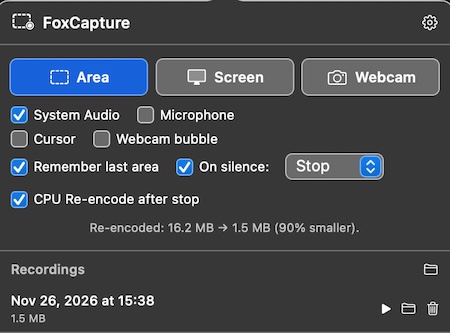 FoxCapture
Area Screen Webcam
System Audio Microphone
Cursor Webcam bubble
Remember last area On silence: Stop
CPU Re-encode after stop
Re-encoded: 16.2 MB → 1.5 MB (90% smaller).
Recordings
Nov 26, 2026 at 15:38
1.5 MB